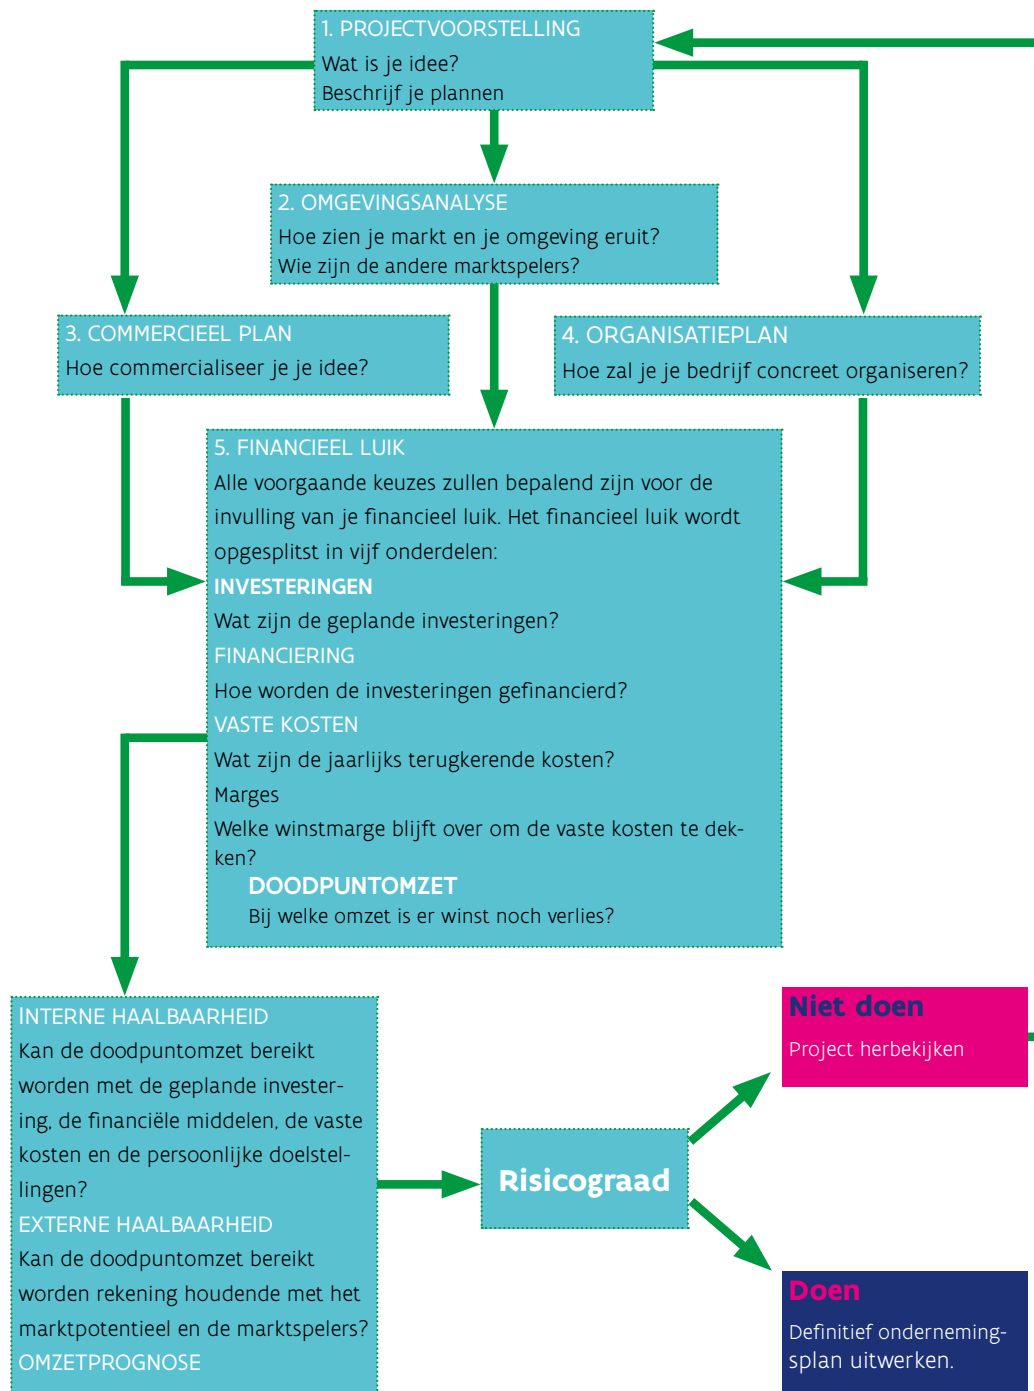 1. PROJECTVOORSTELLING
Wat is je idee?
Beschrijf je plannen
2. OMGEVINGSANALYSE
Hoe zien je markt en je omgeving eruit?
Wie zijn de andere marktspelers?
3. COMMERCIEEL PLAN
Hoe commercialiseer je je idee?
4. ORGANISATIEPLAN
Hoe zal je je bedrijf concreet organiseren?
5. FINANCIEEL LUIK
Alle voorgaande keuzes zullen bepalend zijn voor de
invulling van je financieel luik. Het financieel luik wordt
opgesplitst in vijf onderdelen:
INVESTERINGEN
Wat zijn de geplande investeringen?
FINANCIERING
Hoe worden de investeringen gefinancierd?
VASTE KOSTEN
Wat zijn de jaarlijks terugkerende kosten?
Marges
Welke winstmarge blijft over om de vaste kosten te dek-
ken?
DOODPUNTOMZET
Bij welke omzet is er winst noch verlies?
INTERNE HAALBAARHEID
Kan de doodpuntomzet bereikt
worden met de geplande invester-
ing, de financiële middelen, de vaste
kosten en de persoonlijke doelstel-
lingen?
EXTERNE HAALBAARHEID
Kan de doodpuntomzet bereikt
worden rekening houdende met het
marktpotentieel en de marktspelers?
OMZETPROGNOSE
Risicograad
Niet doen
Project herbekijken
Doen
Definitief onderneming-
splan uitwerken.